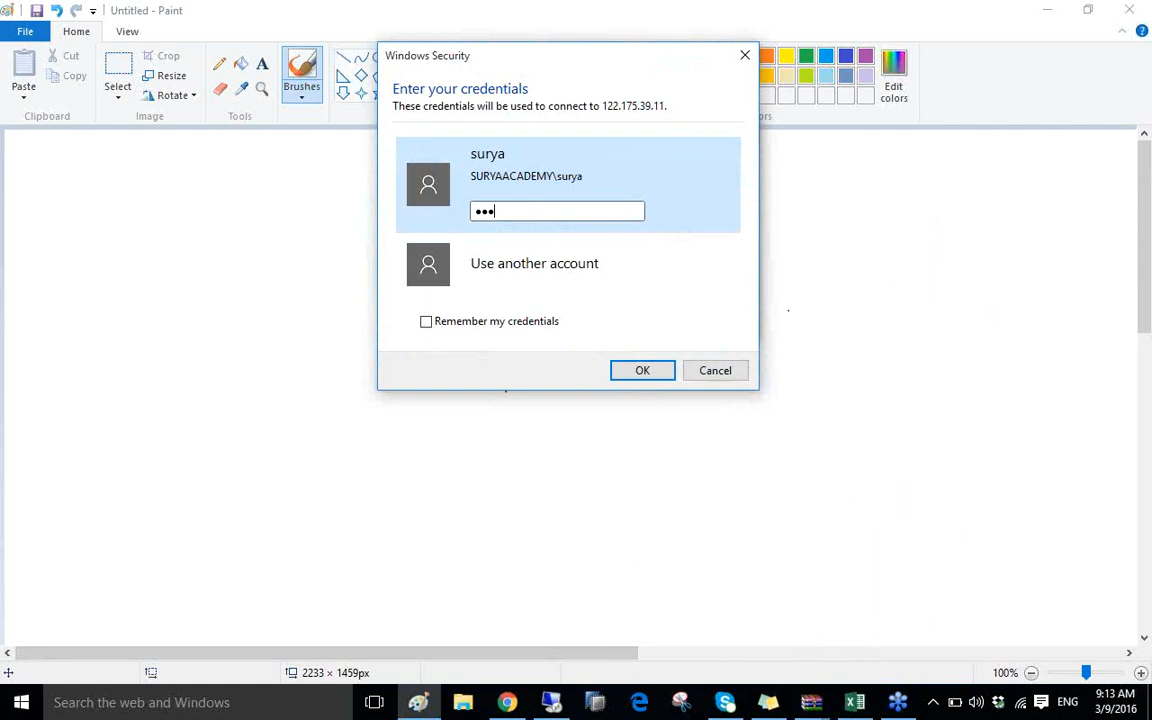 Untitled - Paint
File
Home
View
Paste
Cut
Copy
Clipboard
Select
Crop
Resize
Rotate
Image
A
Tools
Brushes
Edit
colors
Windows Security
Enter your credentials
These credentials will be used to connect to 122.175.39.11.
surya
SURYAACADEMY\surya
Use another account
Remember my credentials
OK
Cancel
2233 × 1459px
100%
Search the web and Windows
ENG
9:13 AM
3/9/2016